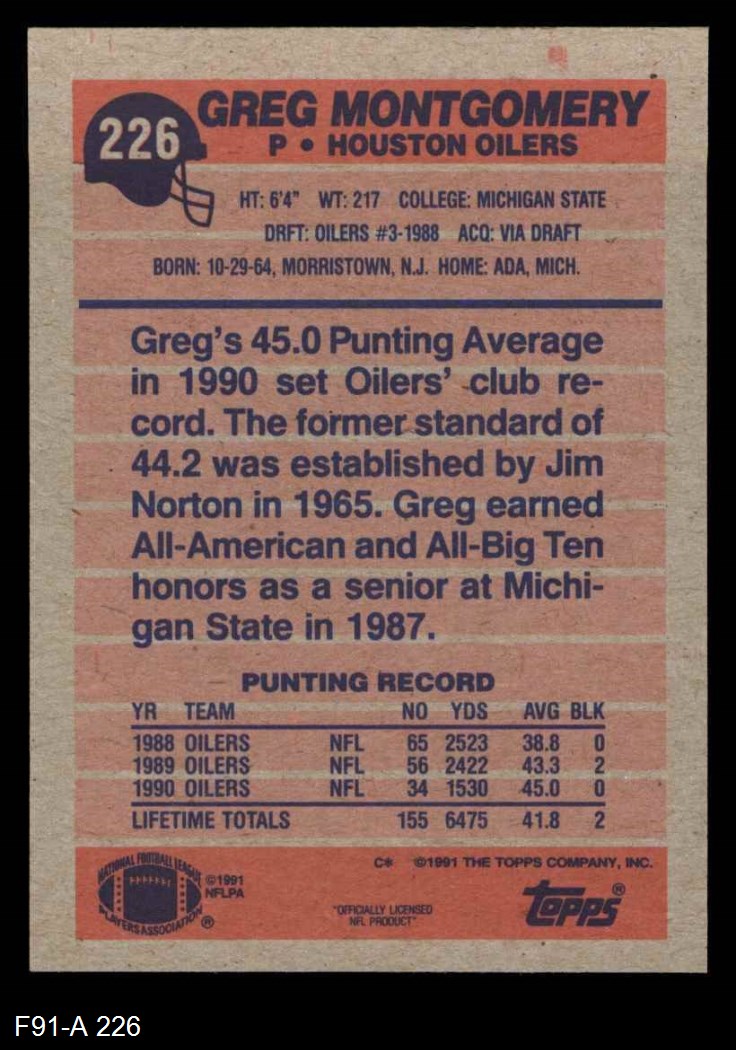 226
GREG MONTGOMERY
P • HOUSTON OILERS
HT: 6'4" WT: 217 COLLEGE: MICHIGAN STATE
DRFT: OILERS #3-1988 ACQ: VIA DRAFT
BORN: 10-29-64, MORRISTOWN, N.J. HOME: ADA, MICH.
Greg's 45.0 Punting Average
in 1990 set Oilers' club re-
cord. The former standard of
44.2 was established by Jim
Norton in 1965. Greg earned
All-American and All-Big Ten
honors as a senior at Michi-
gan State in 1987.
PUNTING RECORD
YR TEAM NO YDS AVG BLK
1988 OILERS NFL 65 2523 38.8 0
1989 OILERS NFL 56 2422 43.3 2
1990 OILERS NFL 34 1530 45.0 0
LIFETIME TOTALS 155 6475 41.8 2
C* ©1991 THE TOPPS COMPANY, INC.
NATIONAL FOOTBALL LEAGUE
PLAYERS ASSOCIATION ®
©1991
NFLPA
"OFFICIALLY LICENSED
NFL PRODUCT"
Topps®
F91-A 226